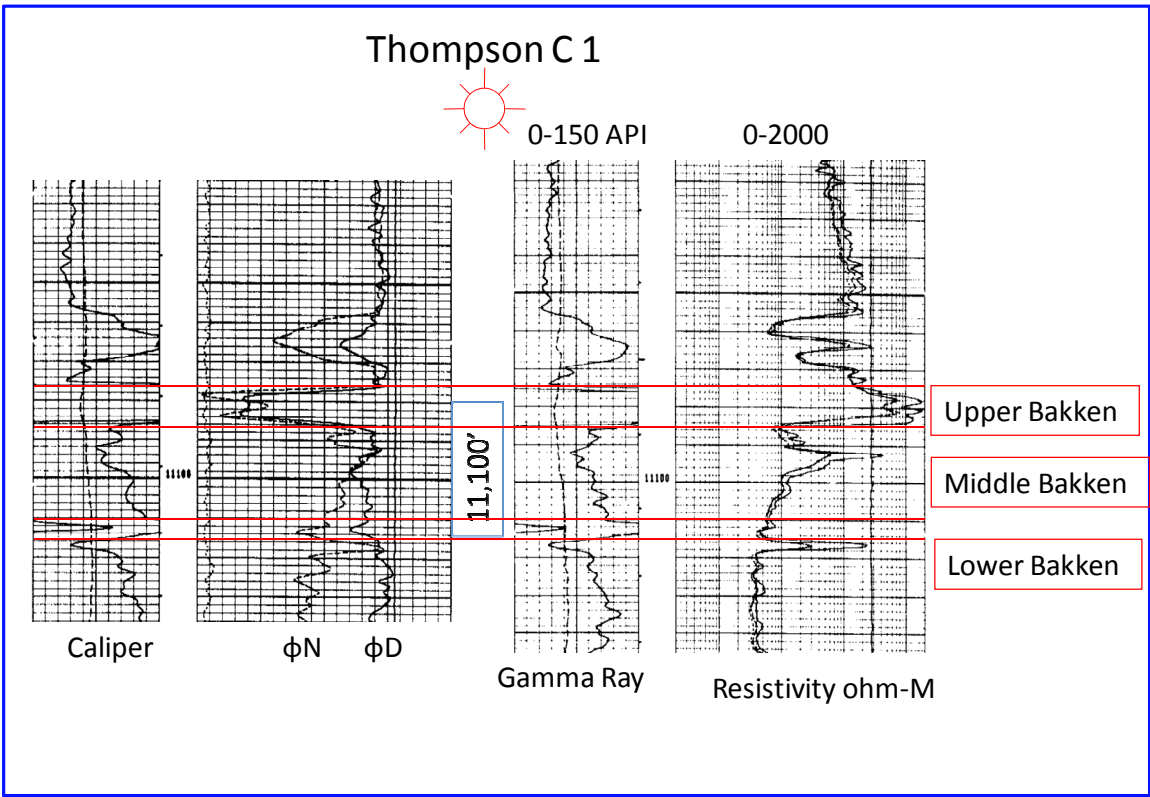 Thompson C 1
0-150 API
0-2000
Upper Bakken
11100
11,100’
11100
Middle Bakken
Lower Bakken
Caliper
ϕN
ϕD
Gamma Ray
Resistivity ohm-M